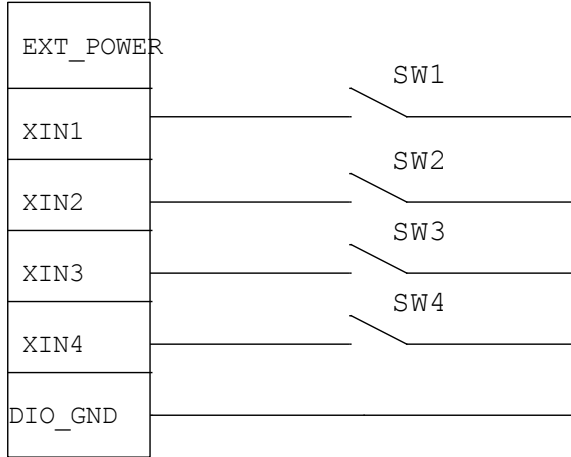 EXT_POWER
SW1
XIN1
SW2
XIN2
SW3
XIN3
SW4
XIN4
DIO_GND